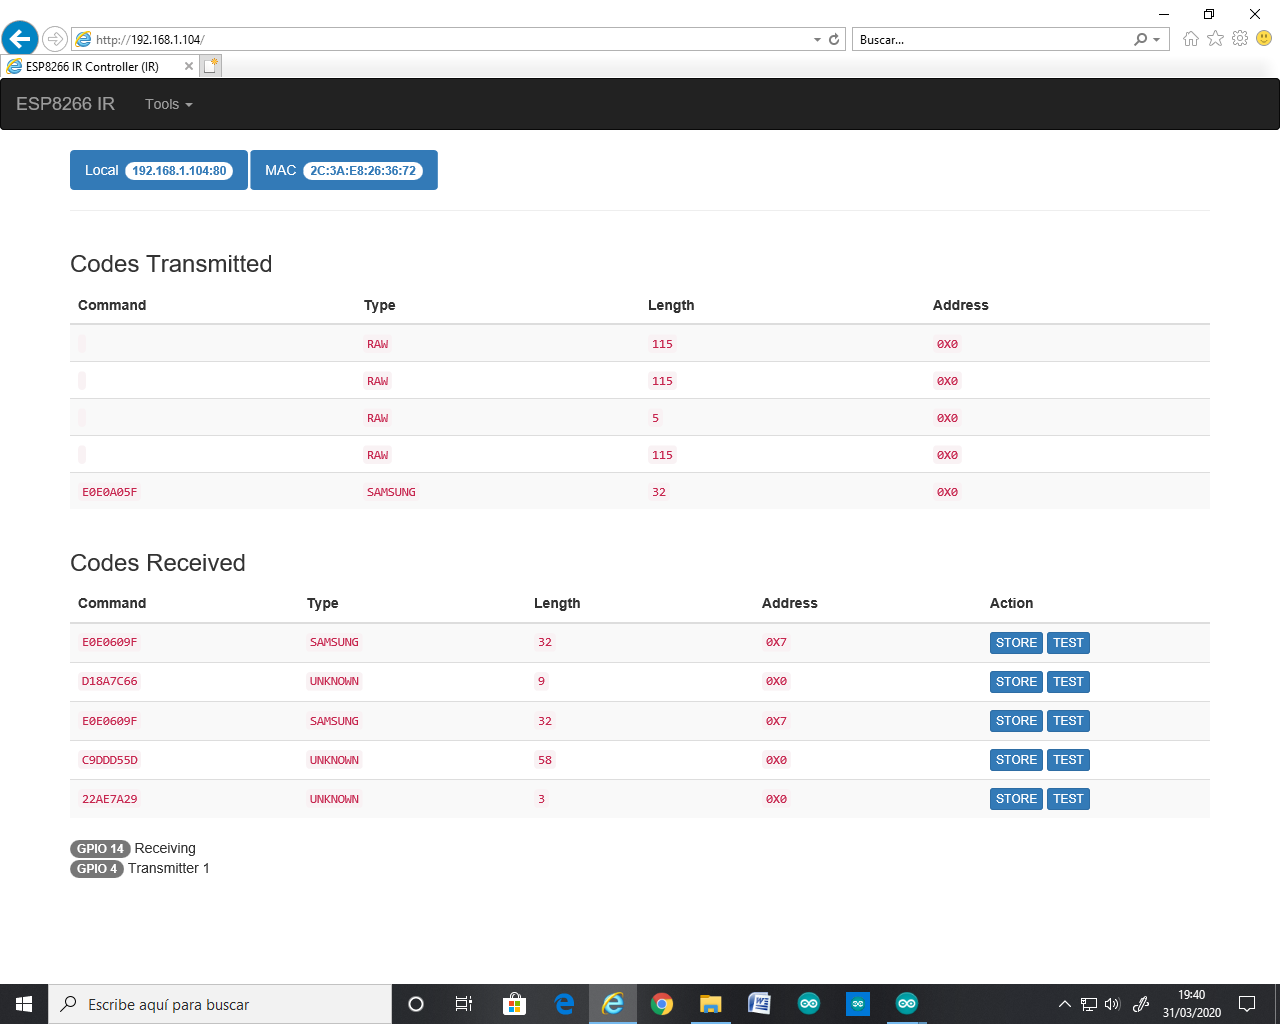 http://192.168.1.104/
Buscar...
ESP8266 IR Controller (IR)
ESP8266 IR Tools
Local 192.168.1.104:80 MAC 2C:3A:E8:26:36:72
Codes Transmitted
Command Type Length Address
RAW 115 0X0
RAW 115 0X0
RAW 5 0X0
RAW 115 0X0
E0E0A05F SAMSUNG 32 0X0
Codes Received
Command Type Length Address Action
E0E0609F SAMSUNG 32 0X7 STORE TEST
D18A7C66 UNKNOWN 9 0X0 STORE TEST
E0E0609F SAMSUNG 32 0X7 STORE TEST
C9DDD55D UNKNOWN 58 0X0 STORE TEST
22AE7A29 UNKNOWN 3 0X0 STORE TEST
GPIO 14 Receiving
GPIO 4 Transmitter 1
Escribe aquí para buscar
19:40
31/03/2020